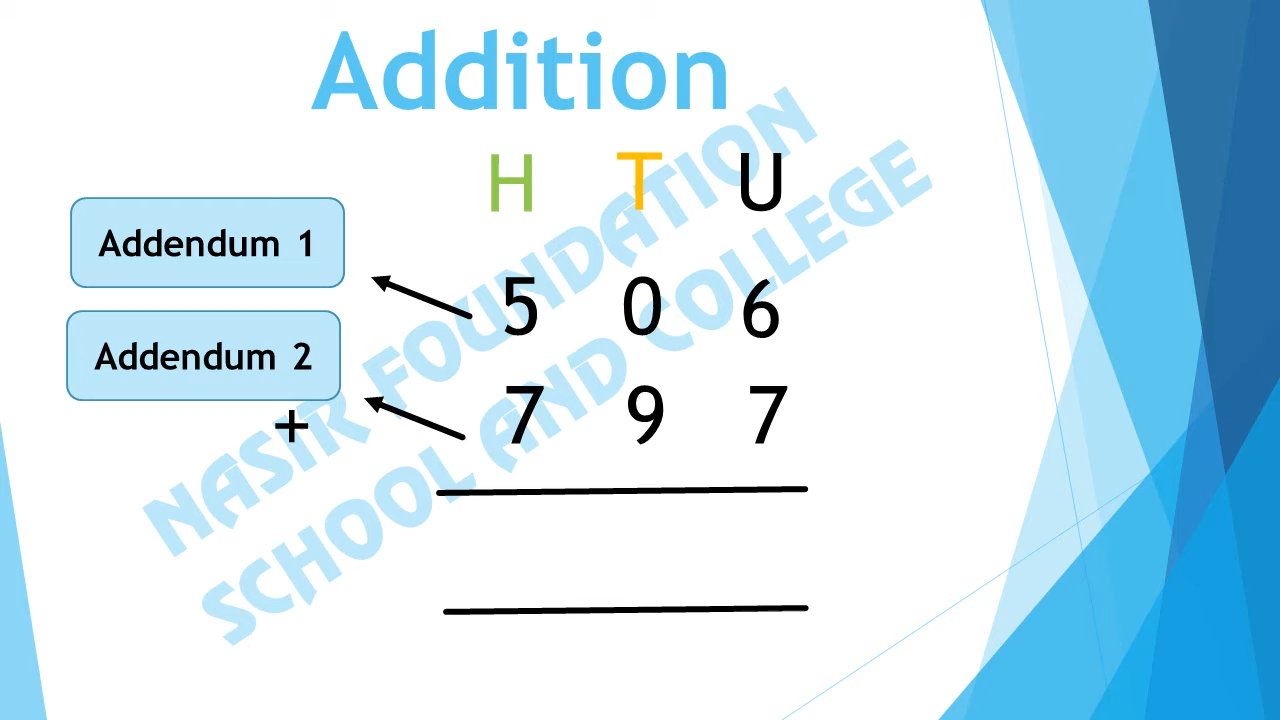 Addition
H T U
Addendum 1
5 0 6
Addendum 2
+ 7 9 7
NASIR FOUNDATION
SCHOOL AND COLLEGE